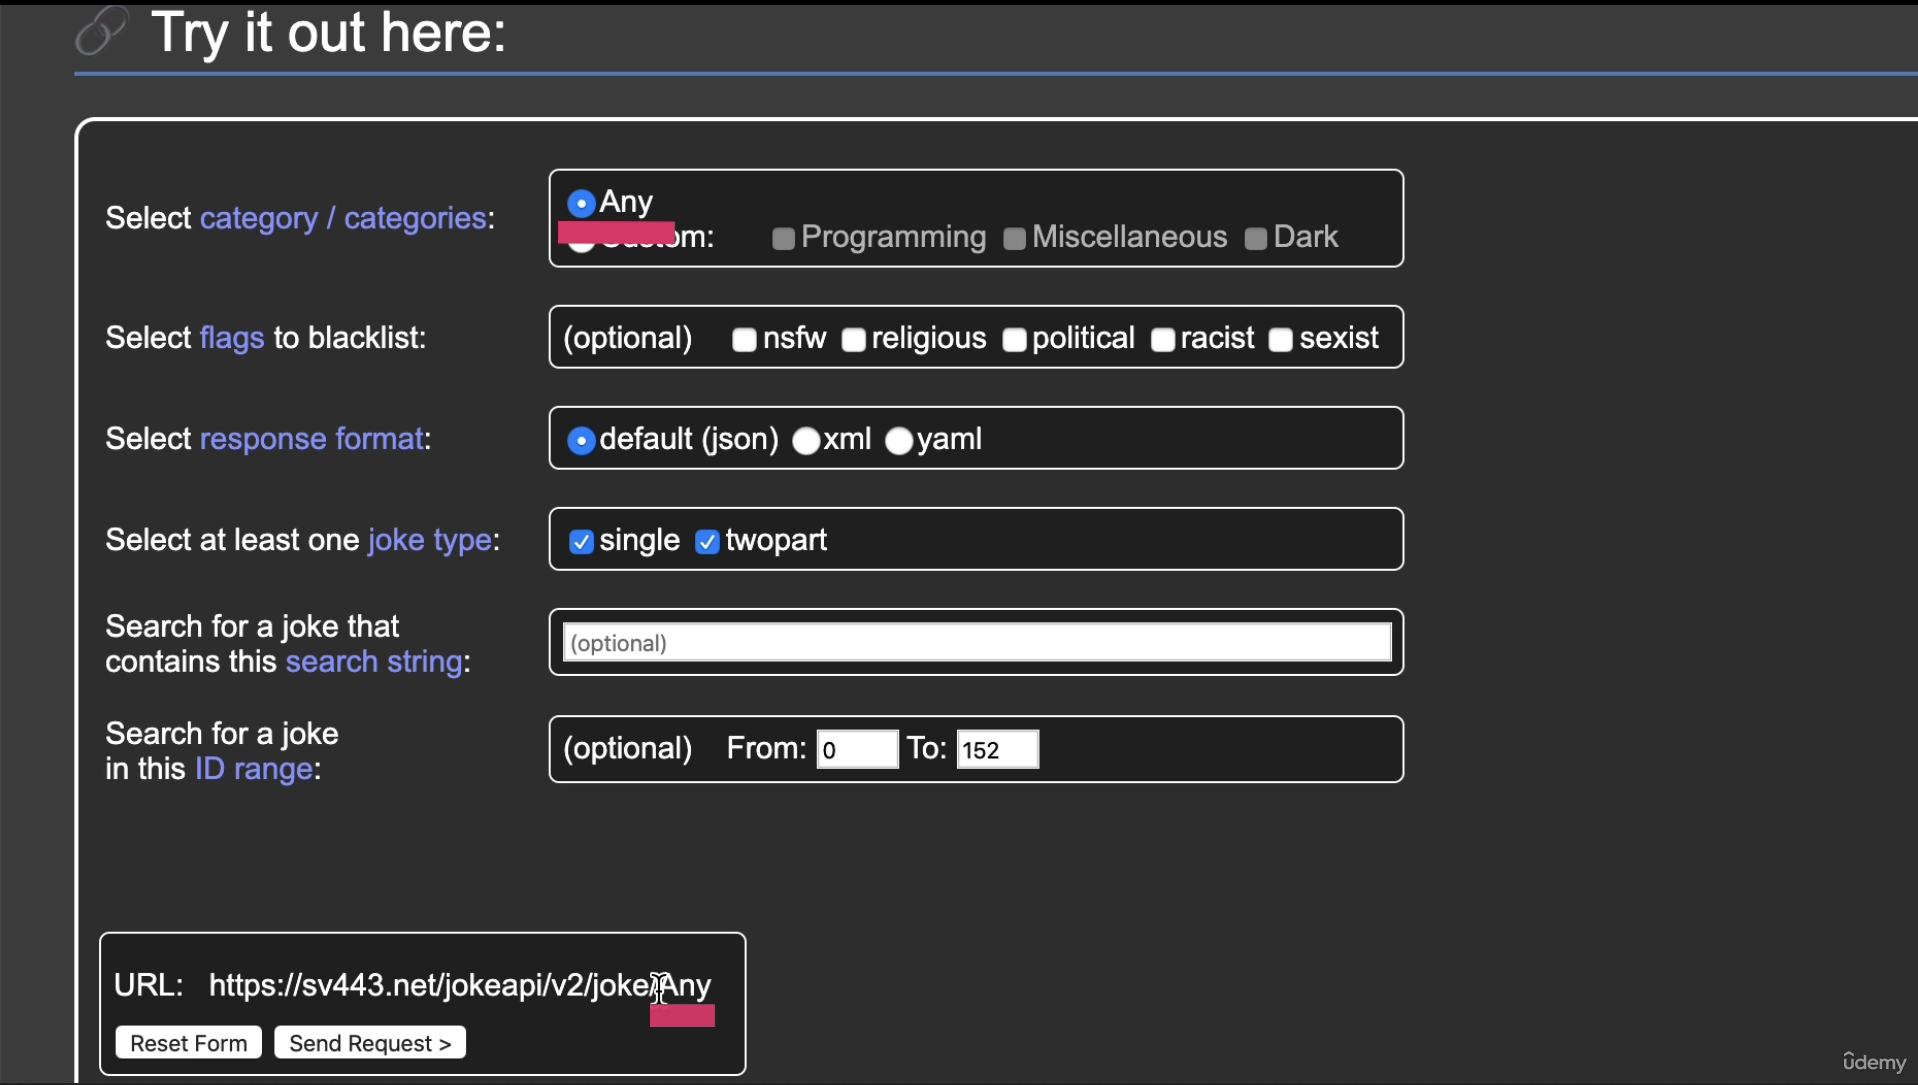 Try it out here:
Select category / categories:
Any
Custom: Programming Miscellaneous Dark
Select flags to blacklist:
(optional) nsfw religious political racist sexist
Select response format:
default (json) xml yaml
Select at least one joke type:
single twopart
Search for a joke that
contains this search string:
(optional)
Search for a joke
in this ID range:
(optional) From: 0 To: 152
URL: https://sv443.net/jokeapi/v2/joke/Any
Reset Form Send Request >
ûdemy